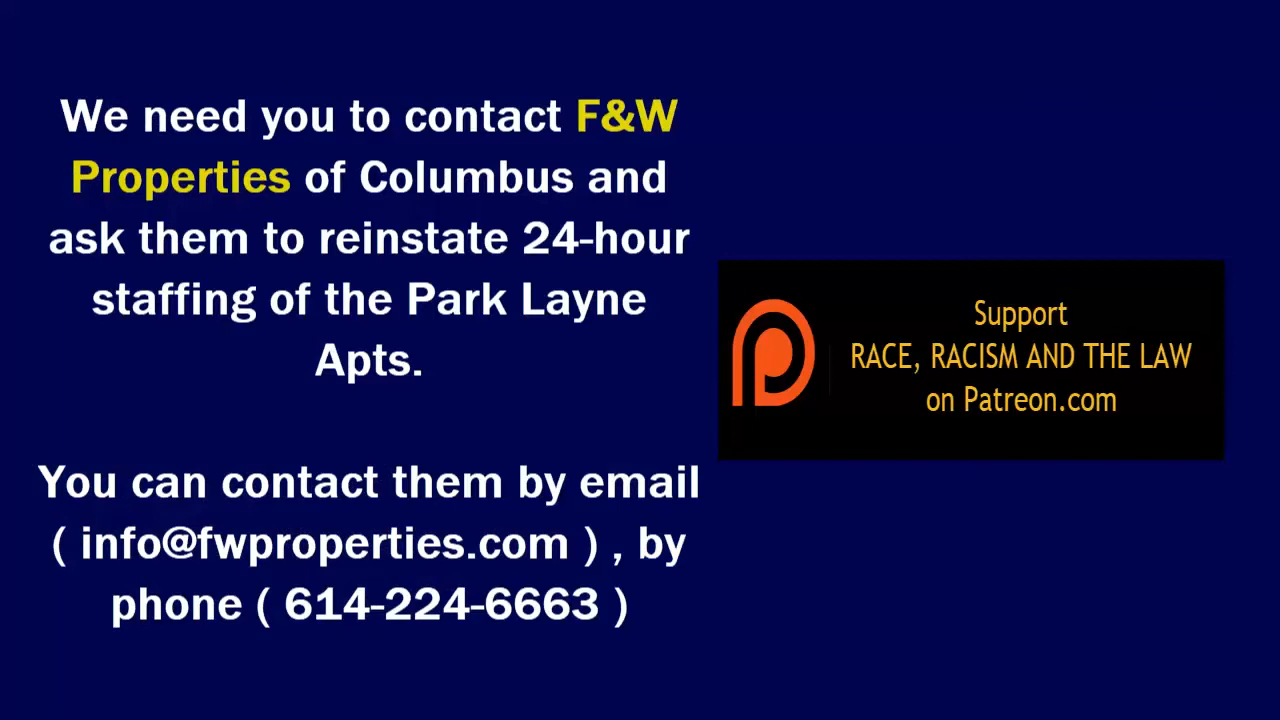 We need you to contact F&W
Properties of Columbus and
ask them to reinstate 24-hour
staffing of the Park Layne
Apts.
You can contact them by email
( info@fwproperties.com ) , by
phone ( 614-224-6663 )
Support
RACE, RACISM AND THE LAW
on Patreon.com